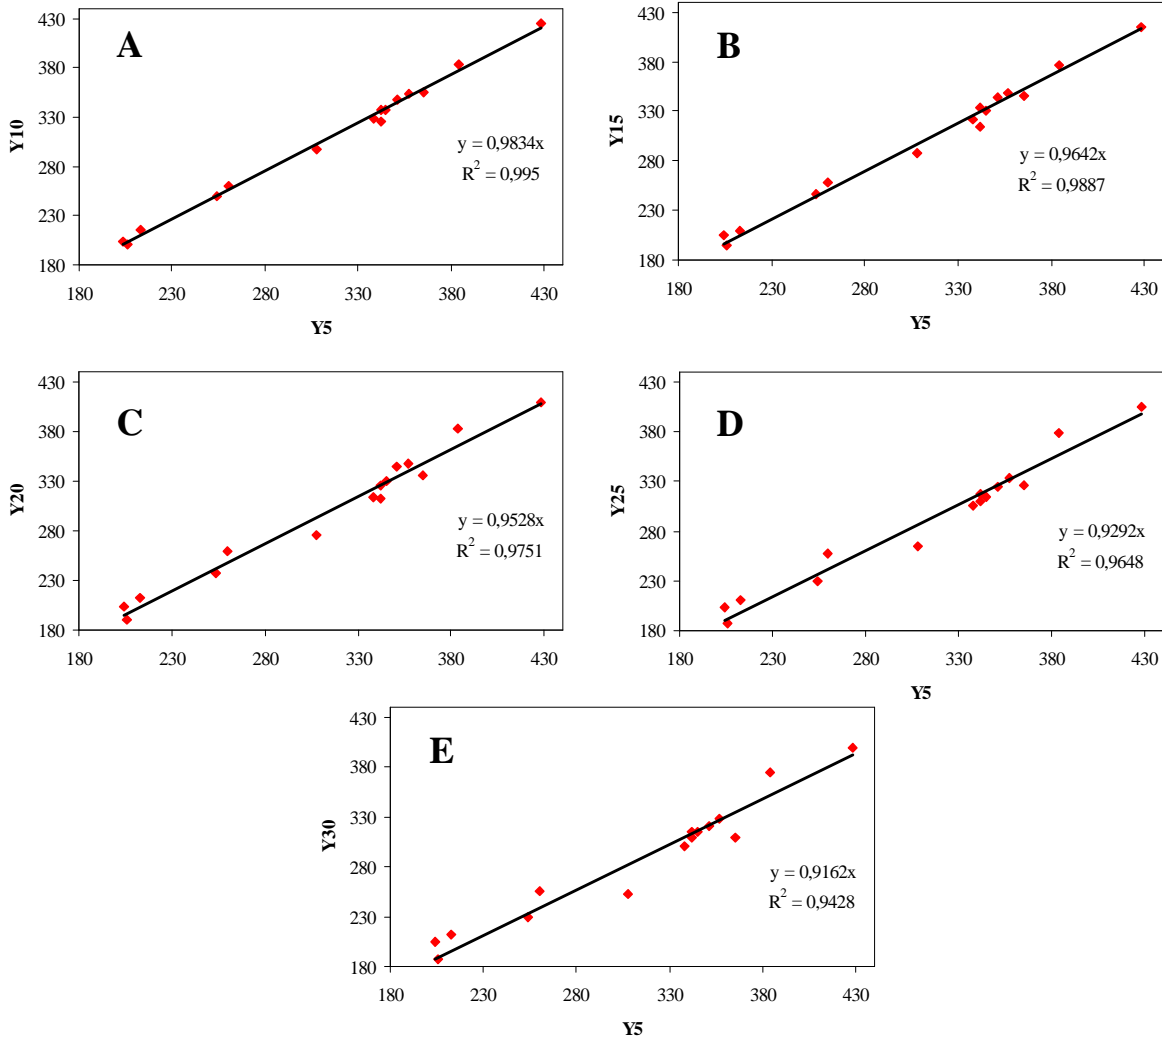 A
Y10
430
380
330
280
230
180
y = 0,9834x
R² = 0,995
180 230 280 330 380 430
Y5
B
Y15
430
380
330
280
230
180
y = 0,9642x
R² = 0,9887
180 230 280 330 380 430
Y5
C
Y20
430
380
330
280
230
180
y = 0,9528x
R² = 0,9751
180 230 280 330 380 430
D
Y25
430
380
330
280
230
180
y = 0,9292x
R² = 0,9648
180 230 280 330 380 430
Y5
E
Y30
430
380
330
280
230
180
y = 0,9162x
R² = 0,9428
180 230 280 330 380 430
Y5